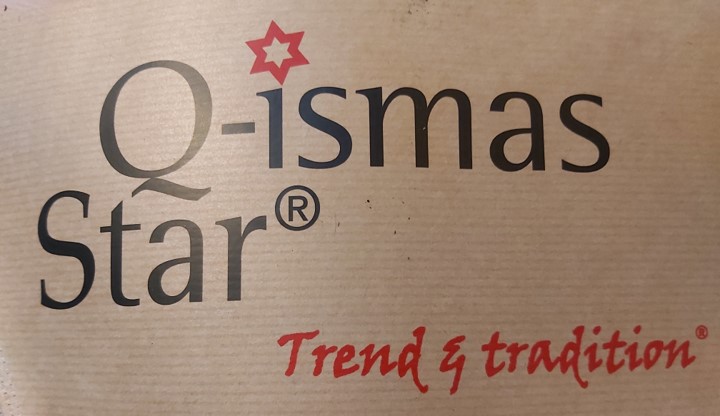 Q-ismas
Star®
Trend & tradition®